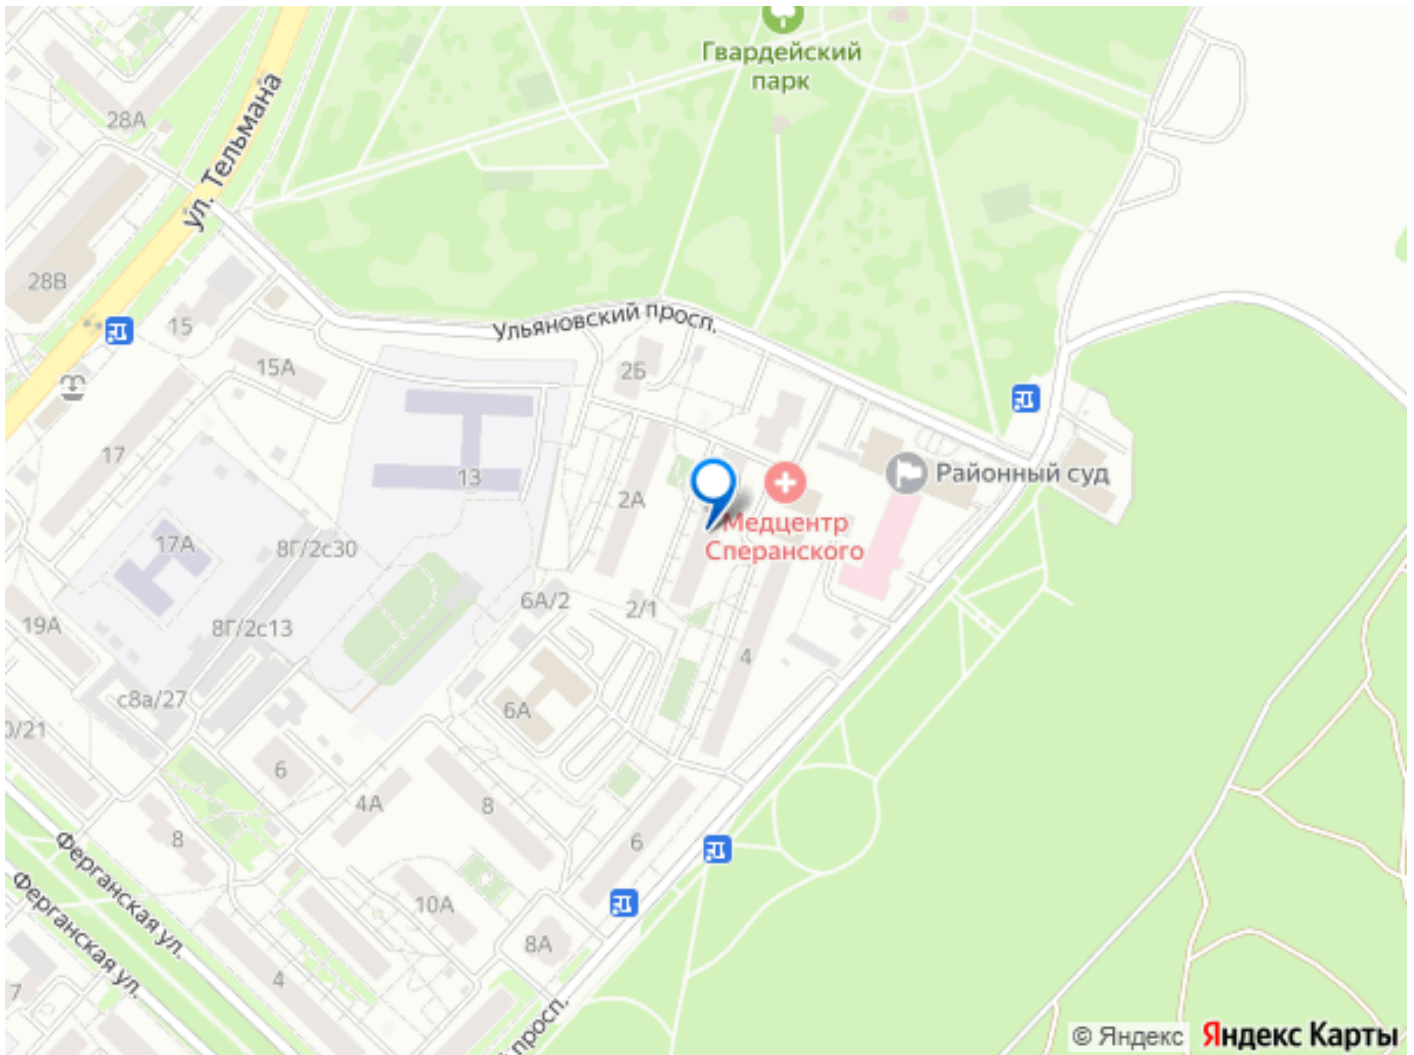 Гвардейский
парк
28А
ул. Тельмана
28В
15
Ульяновский просп.
15А
2Б
17
13
2А
Районный суд
Медцентр
Сперанского
17А
8Г/2с30
6А/2
2/1
19А
8Г/2с13
4
с8а/27
6А
0/21
6
4А
8
8
6
Ферганская ул.
Ферганская ул.
10А
8А
4
7
просп.
© Яндекс Яндекс Карты